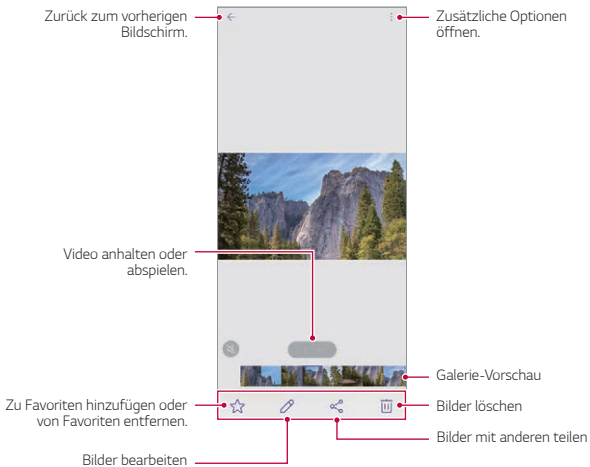 Zurück zum vorherigen
Bildschirm.
Zusätzliche Optionen
öffnen.
Video anhalten oder
abspielen.
Galerie-Vorschau
Zu Favoriten hinzufügen oder
von Favoriten entfernen.
Bilder löschen
Bilder mit anderen teilen
Bilder bearbeiten